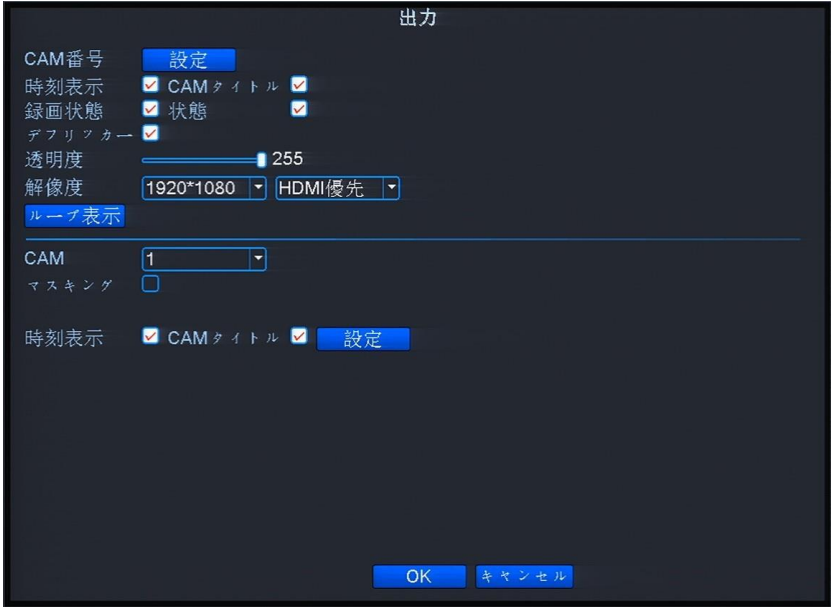 出力
CAM番号 設定
時刻表示 CAMタイトル
録画状態 状態
デフリッカー
透明度 255
解像度 1920*1080 HDMI優先
ループ表示
CAM 1
マスキング
時刻表示 CAMタイトル 設定
OK キャンセル